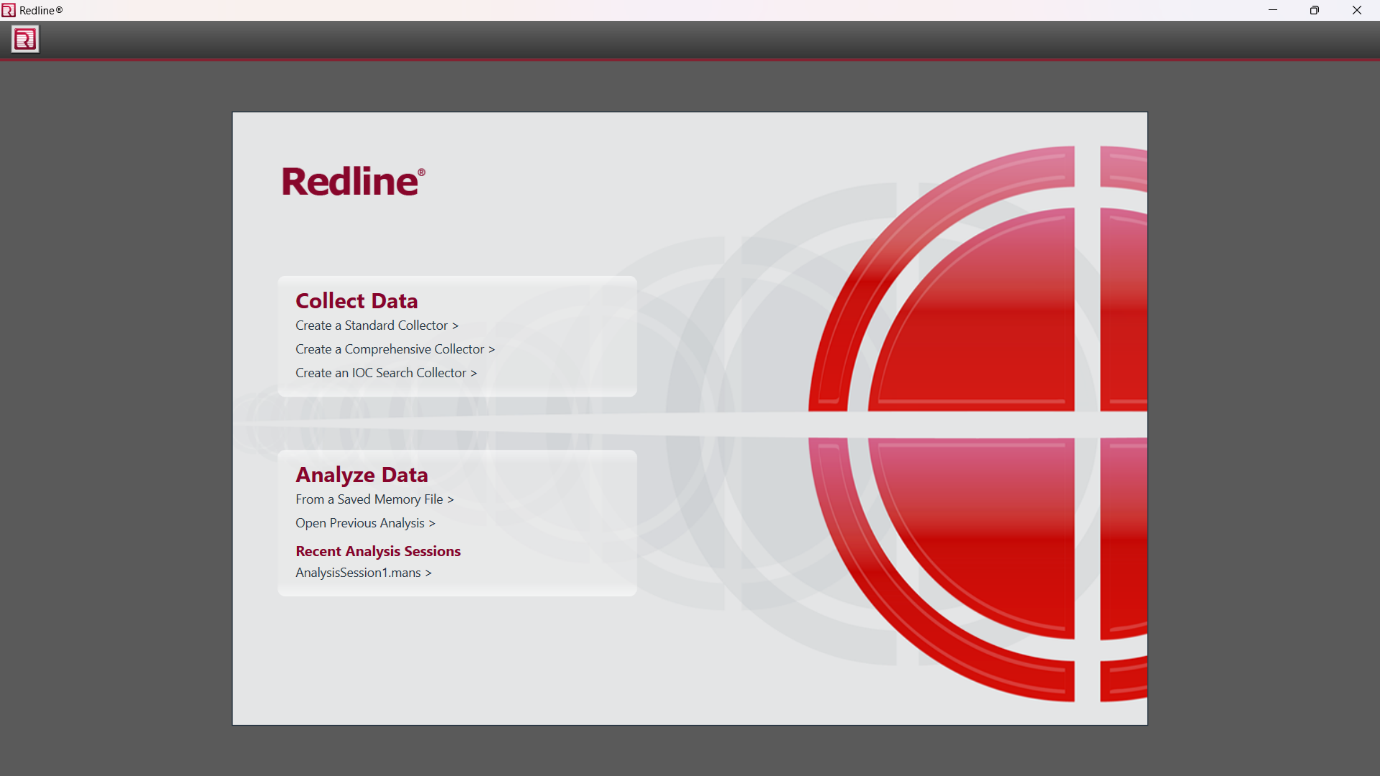 Redline®
Redline®
Collect Data
Create a Standard Collector >
Create a Comprehensive Collector >
Create an IOC Search Collector >
Analyze Data
From a Saved Memory File >
Open Previous Analysis >
Recent Analysis Sessions
AnalysisSession1.mans >